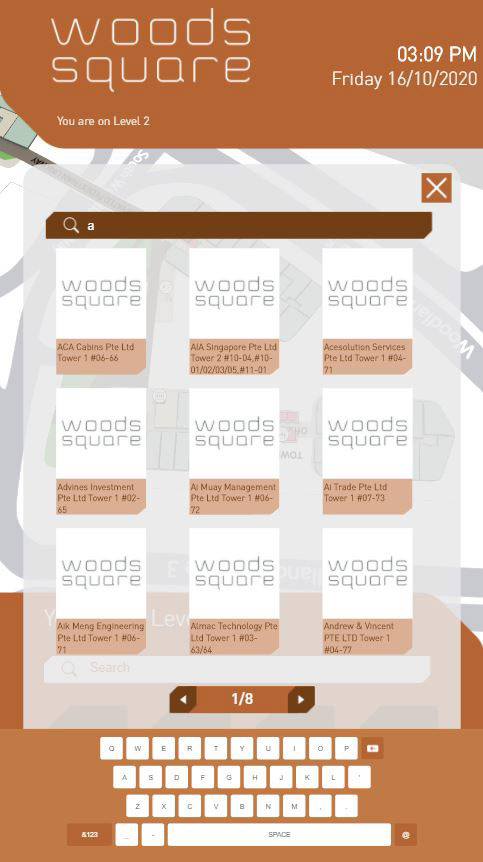 woods
square
03:09 PM
Friday 16/10/2020
You are on Level 2
a
woods
square
woods
square
woods
square
ACA Cabins Pte Ltd
Tower 1 #06-66
AIA Singapore Pte Ltd
Tower 2 #10-04,#10-
01/02/03/05,#11-01
Acesolution Services
Pte Ltd Tower 1 #04-
71
woods
square
woods
square
woods
square
Advines Investment
Pte Ltd Tower 1 #02-
65
Ai Muay Management
Pte Ltd Tower 1 #06-
72
Ai Trade Pte Ltd
Tower 1 #07-73
woods
square
woods
square
woods
square
Aik Meng Engineering
Pte Ltd Tower 1 #06-
71
Almac Technology Pte
Ltd Tower 1 #03-
63/64
Andrew & Vincent
PTE LTD Tower 1
#04-77
Search
1/8
Q W E R T Y U I O P
A S D F G H J K L '
Z X C V B N M , .
&123 _ - SPACE @